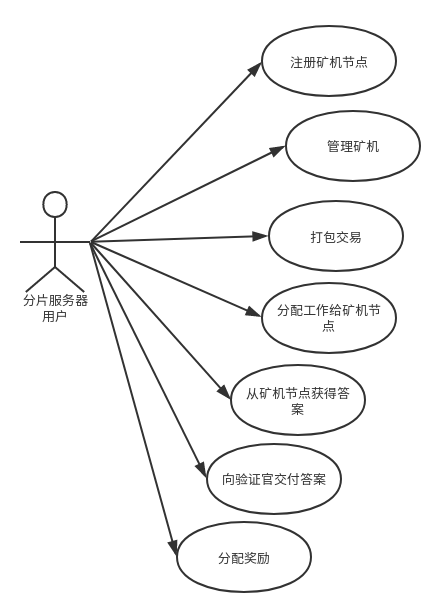 注册矿机节点
管理矿机
打包交易
分片服务器
用户
分配工作给矿机节
点
从矿机节点获得答
案
向验证官交付答案
分配奖励